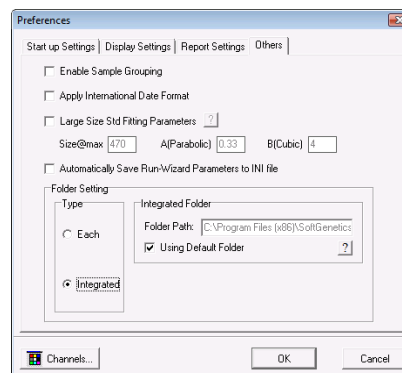 Preferences
Start up Settings Display Settings Report Settings Others
Enable Sample Grouping
Apply International Date Format
Large Size Std Fitting Parameters ?
Size@max 470 A(Parabolic) 0.33 B(Cubic) 4
Automatically Save Run-Wizard Parameters to INI file
Folder Setting
Type
Each
Integrated
Integrated Folder
Folder Path: C:\Program Files (x86)\SoftGenetics
Using Default Folder ?
Channels... OK Cancel